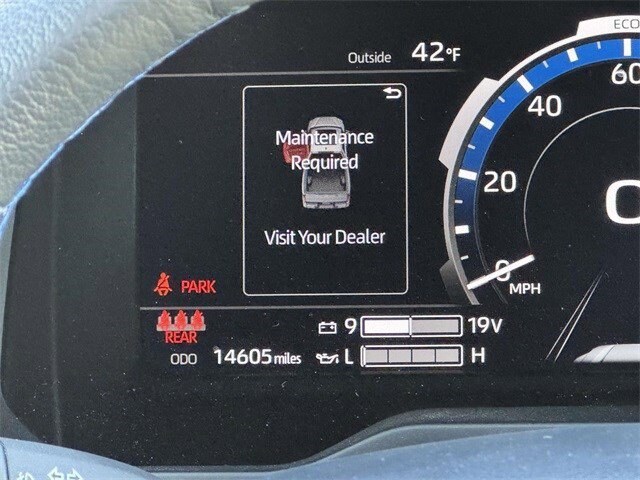 ECO
Outside 42°F
60
40
20
0
MPH
Maintenance
Required
Visit Your Dealer
PARK
REAR
9 19V
ODO 14605 miles L H